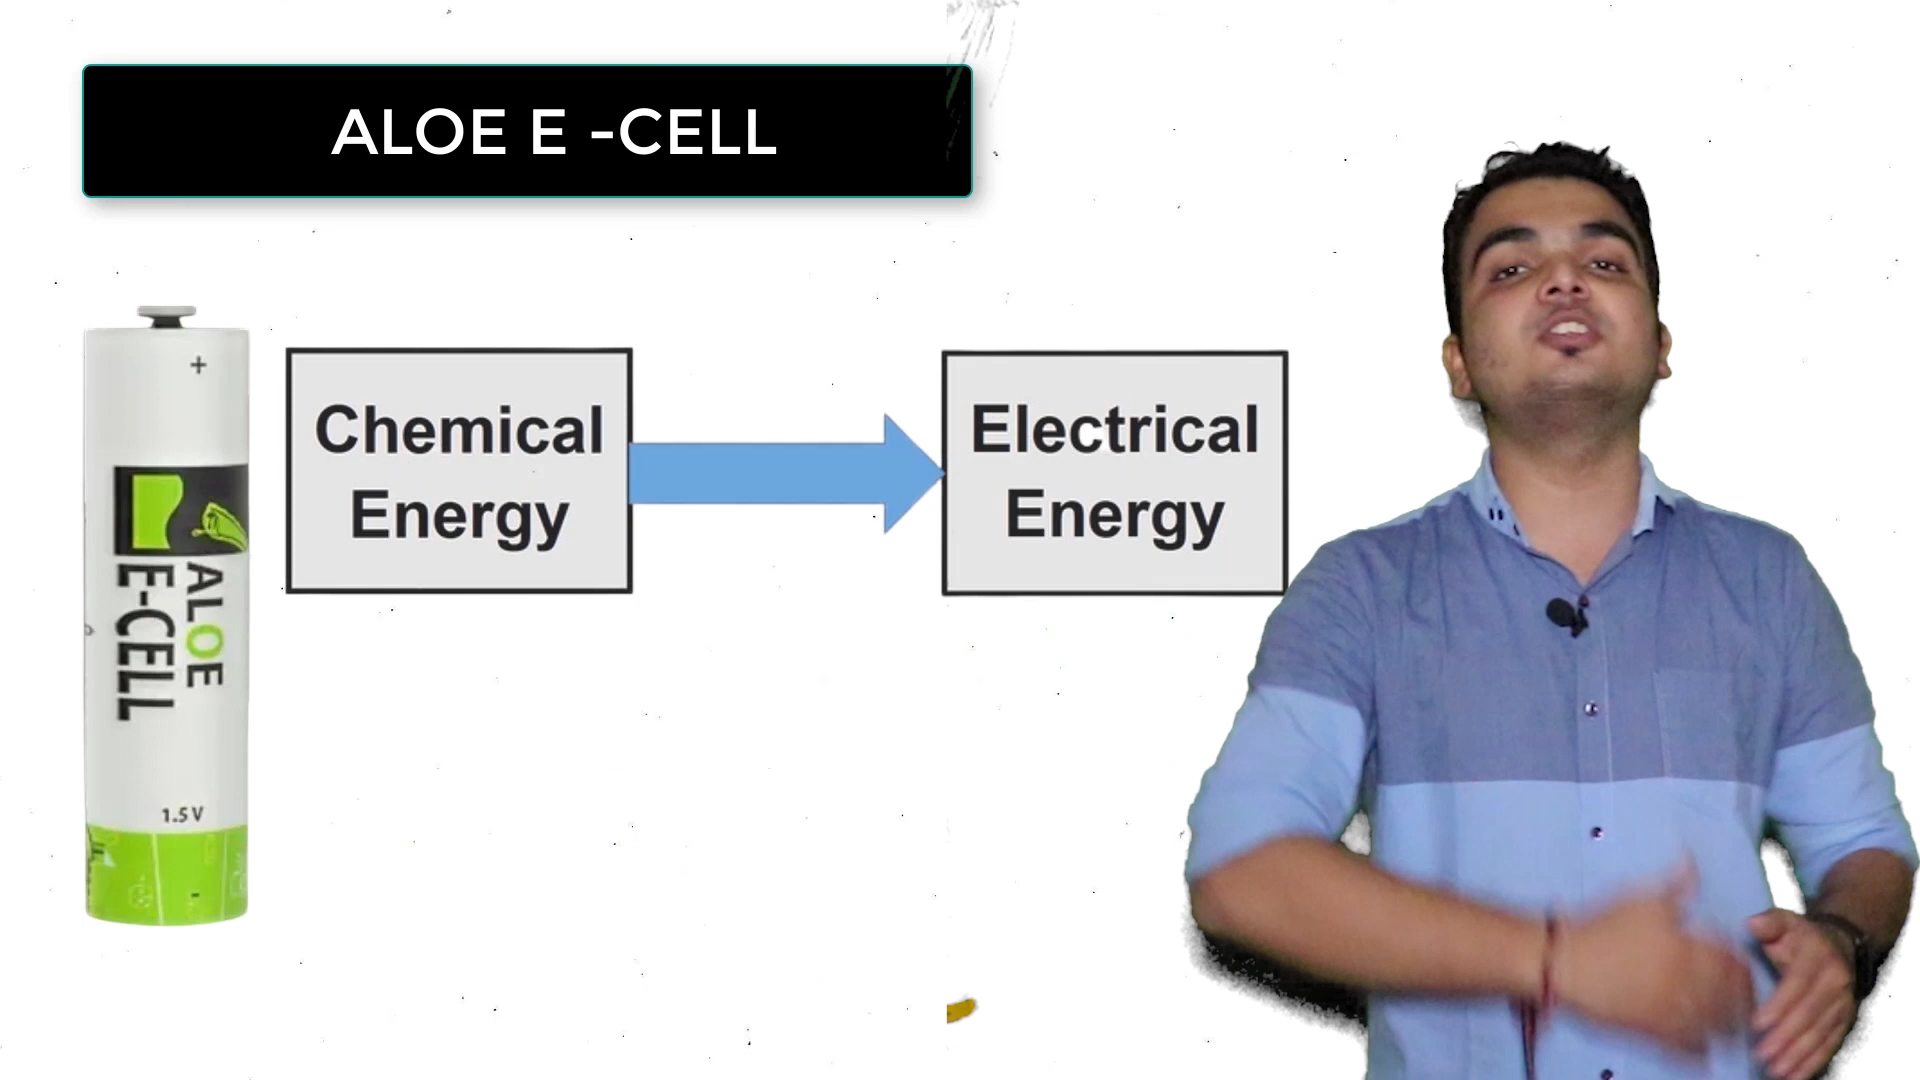 ALOE E -CELL
+
ALOE
E-CELL
1.5 V
-
Chemical
Energy
Electrical
Energy